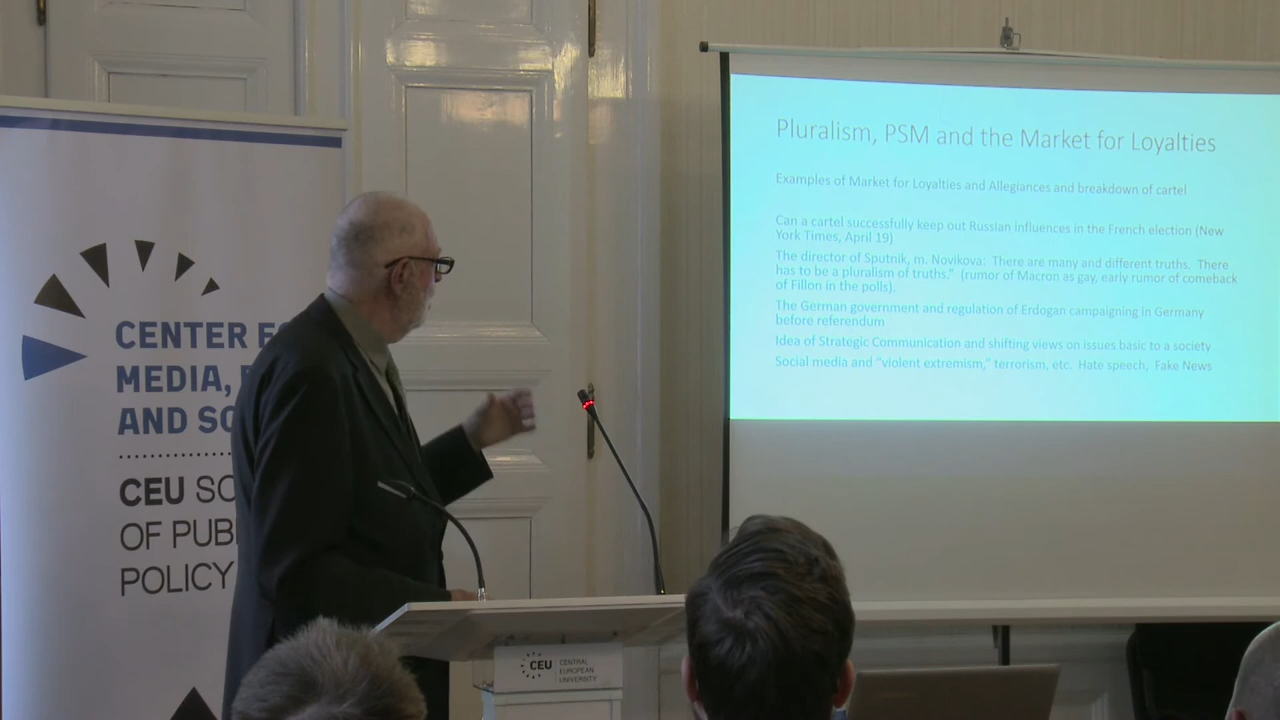 CENTER
MEDIA,
AND
CEU
OF
POLICY
CEU
CENTRAL
EUROPEAN
UNIVERSITY
Pluralism, PSM and the Market for Loyalties
Examples of Market for Loyalties and Allegiances and breakdown of cartel
Can a cartel successfully keep out Russian influences in the French election (New
York Times, April 19)
The director of Sputnik, m. Novikova: There are many and different truths. There
has to be a pluralism of truths." (rumor of Macron as gay, early rumor of comeback
of Fillon in the polls).
The German government and regulation of Erdogan campaigning in Germany
before referendum
Idea of Strategic Communication and shifting views on issues basic to a society
Social media and "violent extremism," terrorism, etc. Hate speech, Fake News